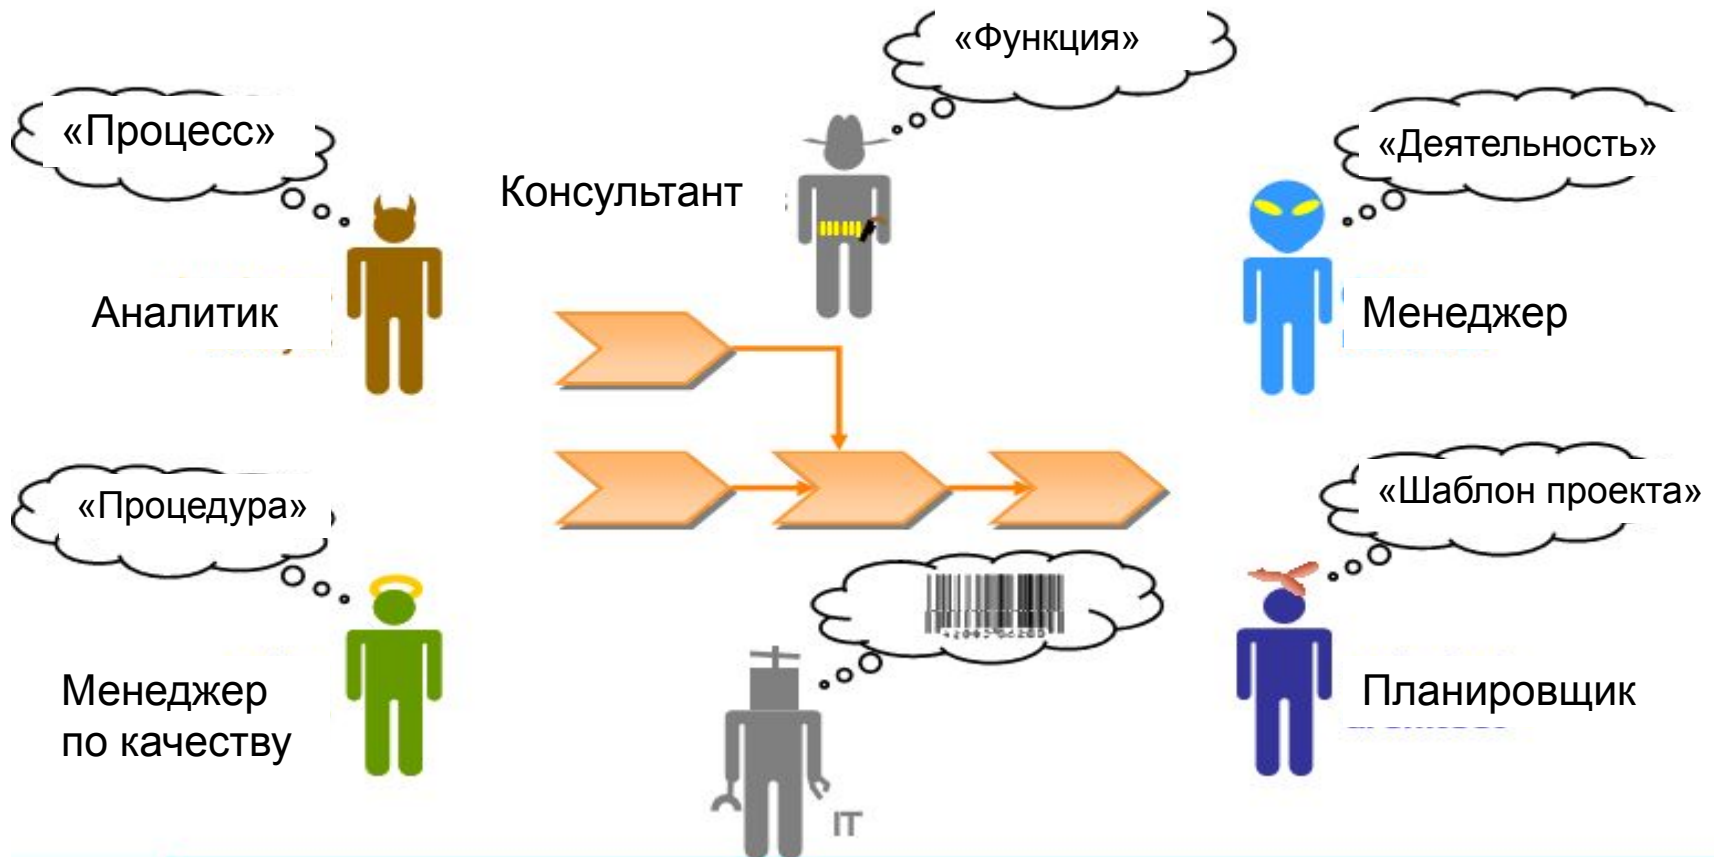 «Функция»
«Процесс»
«Деятельность»
Консультант
Аналитик
Менеджер
«Процедура»
«Шаблон проекта»
Менеджер
по качеству
Планировщик
IT